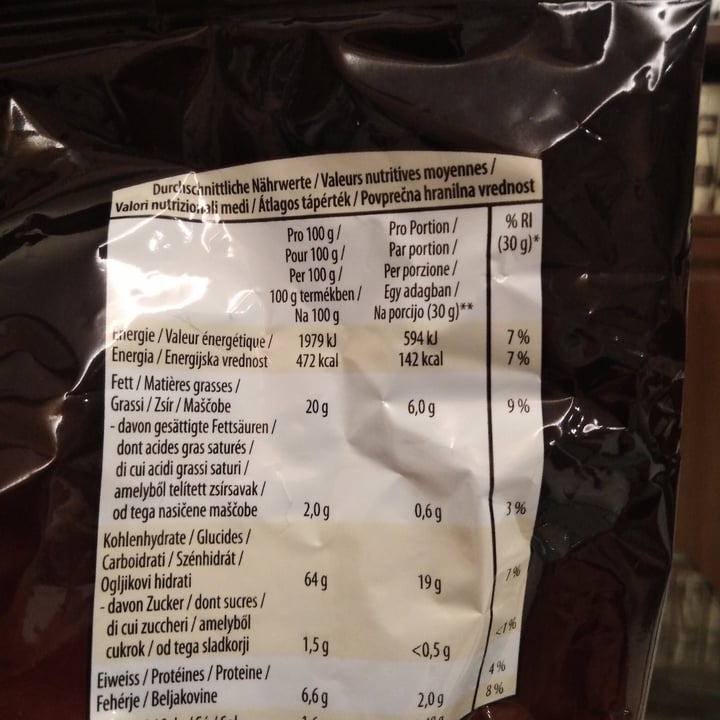 Durchschnittliche Nährwerte / Valeurs nutritives moyennes /
Valori nutrizionali medi / Átlagos tápérték / Povprečna hranilna vrednost
Pro 100 g / Pro Portion / % RI
Pour 100 g / Par portion / (30 g)*
Per 100 g / Per porzione /
100 g termékben / Egy adagban /
Na 100 g Na porcijo (30 g)**
Energie / Valeur énergétique / 1979 kJ 594 kJ 7 %
Energia / Energijska vrednost 472 kcal 142 kcal 7 %
Fett / Matières grasses /
Grassi / Zsír / Maščobe 20 g 6,0 g 9 %
- davon gesättigte Fettsäuren /
dont acides gras saturés /
di cui acidi grassi saturi /
amelyből telített zsírsavak /
od tega nasičene maščobe 2,0 g 0,6 g 3 %
Kohlenhydrate / Glucides /
Carboidrati / Szénhidrát /
Ogljikovi hidrati 64 g 19 g 7 %
- davon Zucker / dont sucres /
di cui zuccheri / amelyből
cukrok / od tega sladkorji 1,5 g <0,5 g <1 %
Eiweiss / Protéines / Proteine / 4 %
Fehérje / Beljakovine 6,6 g 2,0 g 8 %